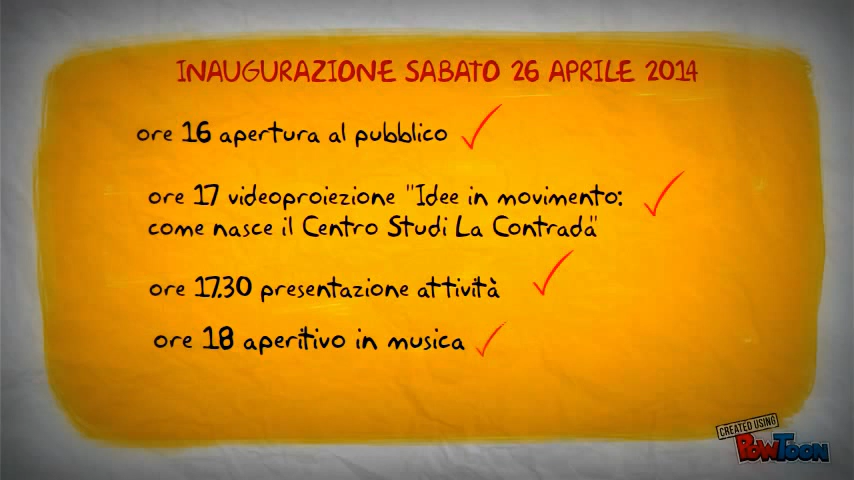 INAUGURAZIONE SABATO 26 APRILE 2014
ore 16 apertura al pubblico
ore 17 videoproiezione "Idee in movimento:
come nasce il Centro Studi La Contrada"
ore 17.30 presentazione attività
ore 18 aperitivo in musica
CREATED USING
POWTOON